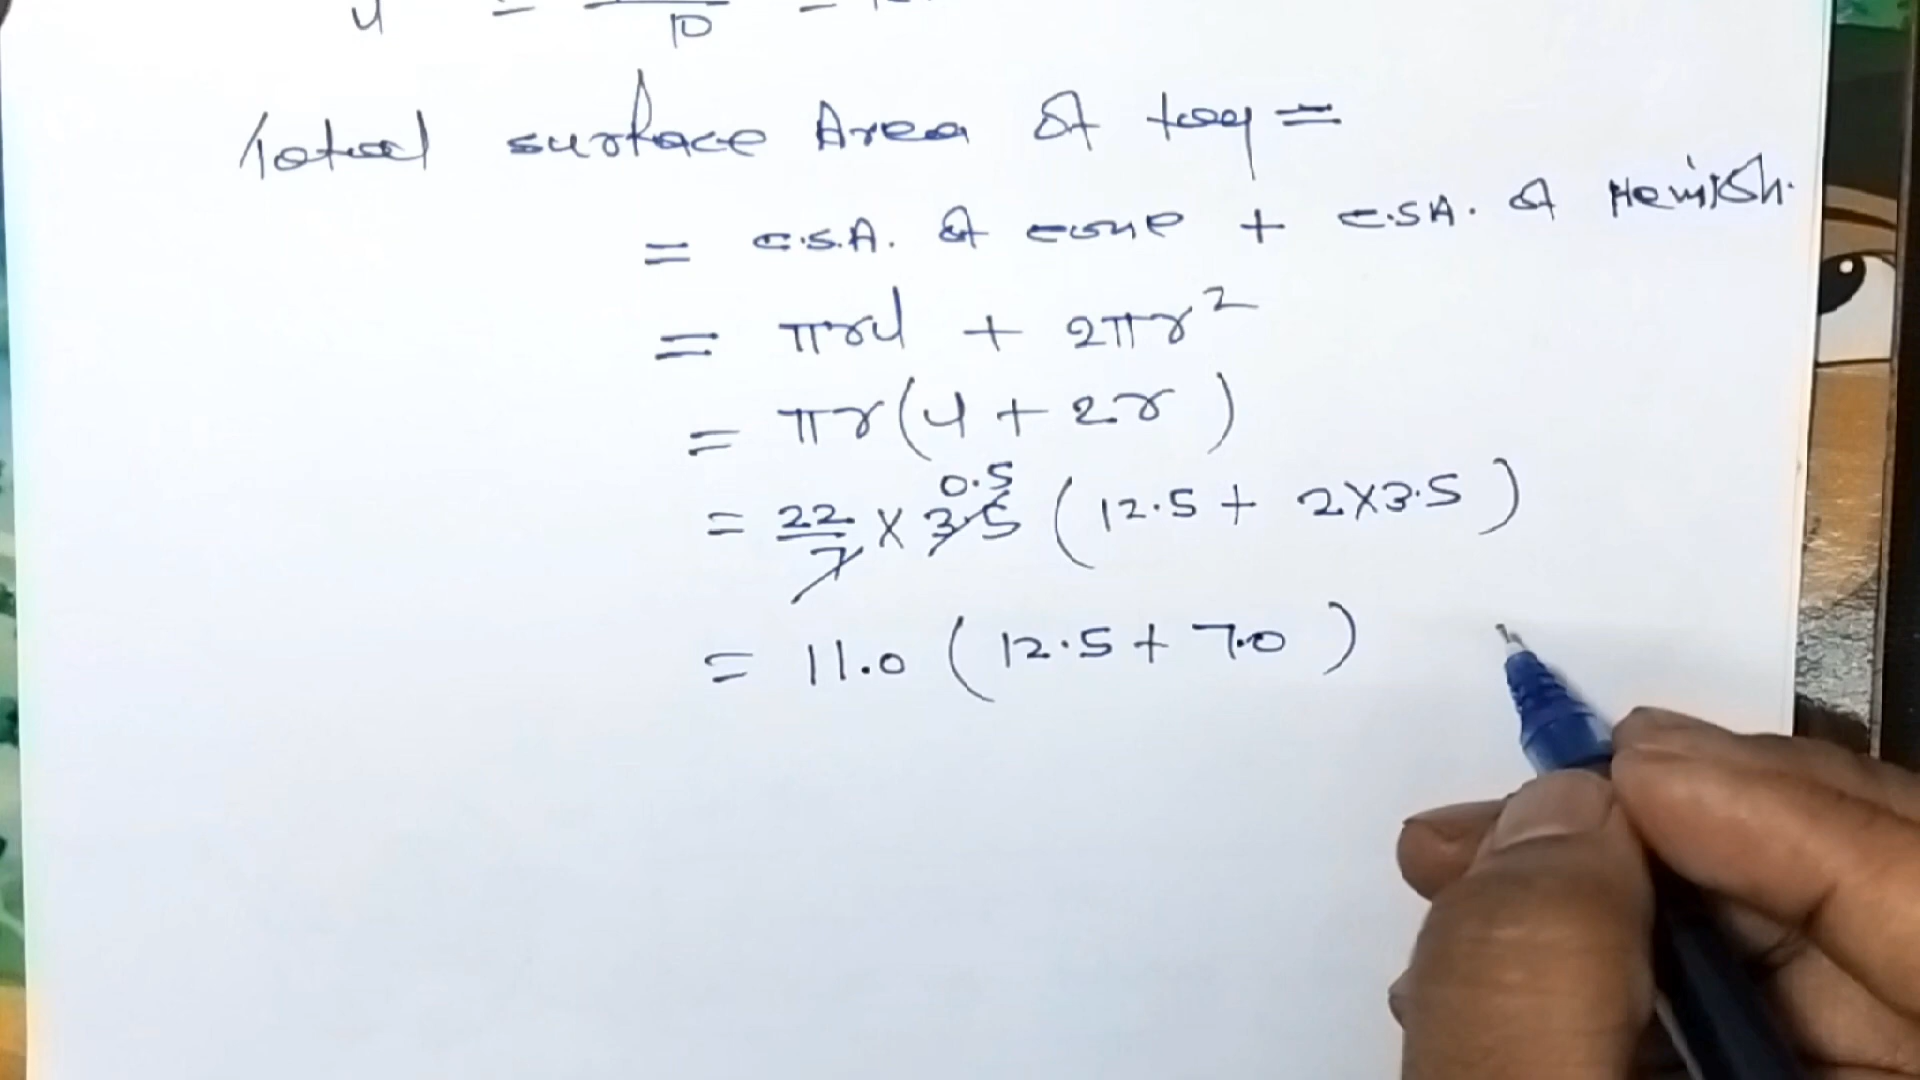 = 10 =
Total surface Area of toy =
= C.S.A. of cone + C.S.A. of Hemisph.
= πrl + 2πr²
= πr(l + 2r)
0.5
= 22/7 × 3.5 (12.5 + 2×3.5)
= 11.0 (12.5 + 7.0)